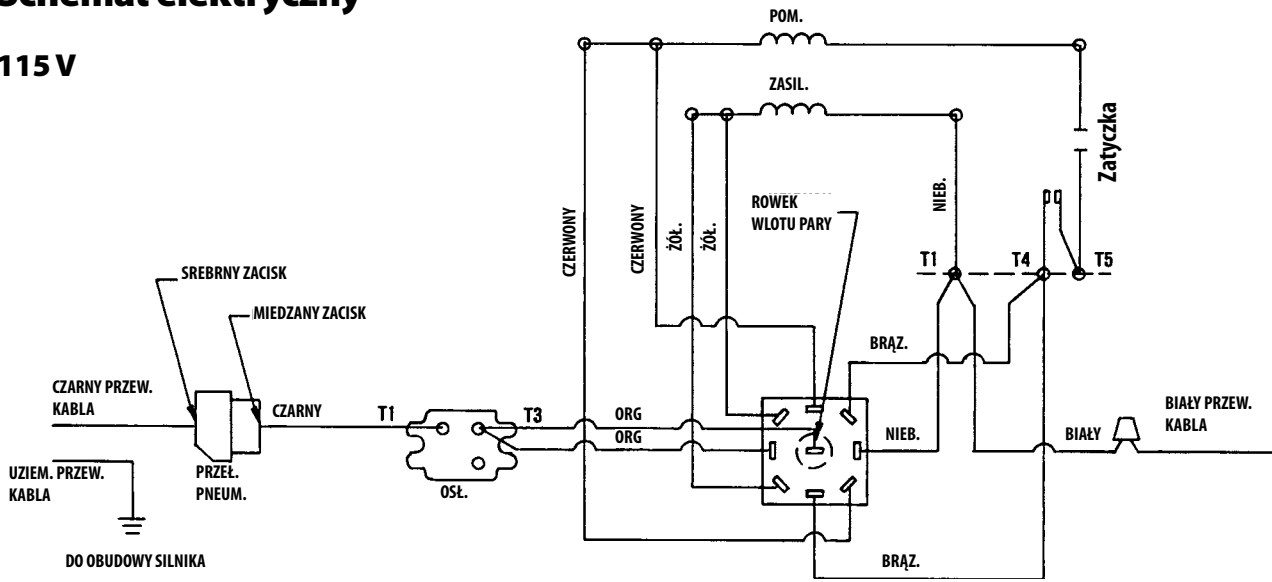 Schemat elektryczny
115 V
POM.
ZASIL.
Zatyczka
CZERWONY
CZERWONY
ŻÓŁ.
ŻÓŁ.
NIEB.
ROWEK
WLOTU PARY
T1
T4
T5
SREBRNY ZACISK
MIEDZANY ZACISK
BRĄZ.
CZARNY PRZEW.
KABLA
CZARNY
T1
T3
ORG
ORG
NIEB.
BIAŁY
BIAŁY PRZEW.
KABLA
UZIEM. PRZEW.
KABLA
PRZEŁ.
PNEUM.
OSŁ.
DO OBUDOWY SILNIKA
BRĄZ.